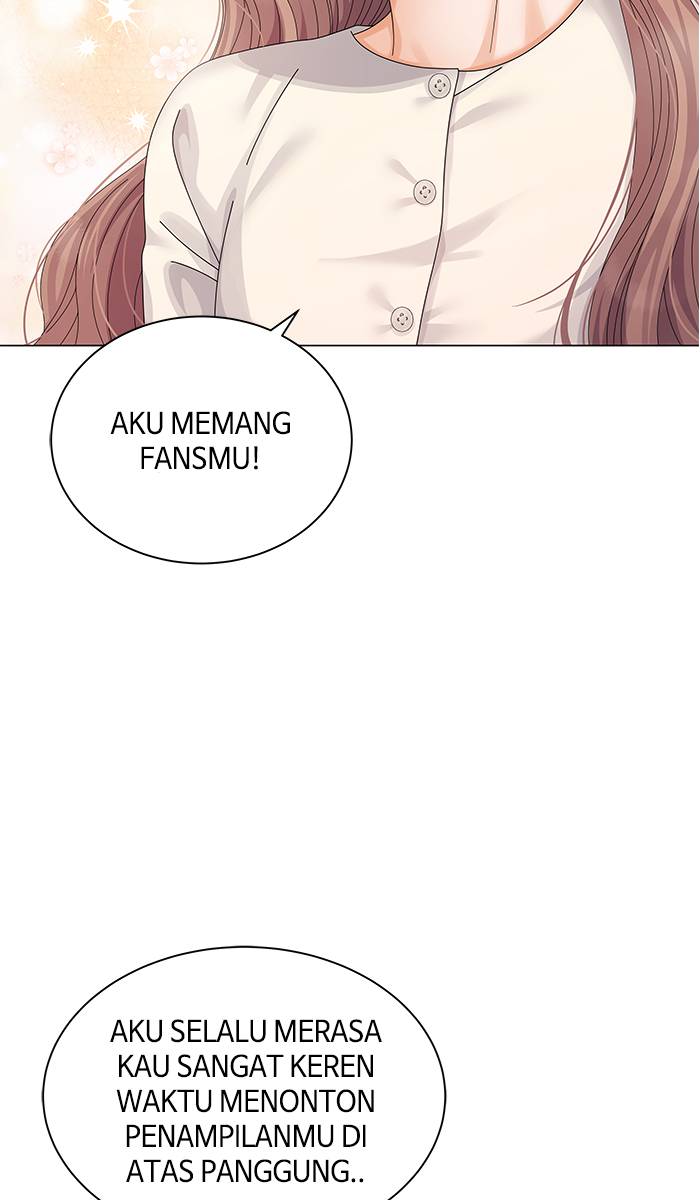 AKU MEMANG
FANSMU!
AKU SELALU MERASA
KAU SANGAT KEREN
WAKTU MENONTON
PENAMPILANMU DI
ATAS PANGGUNG..